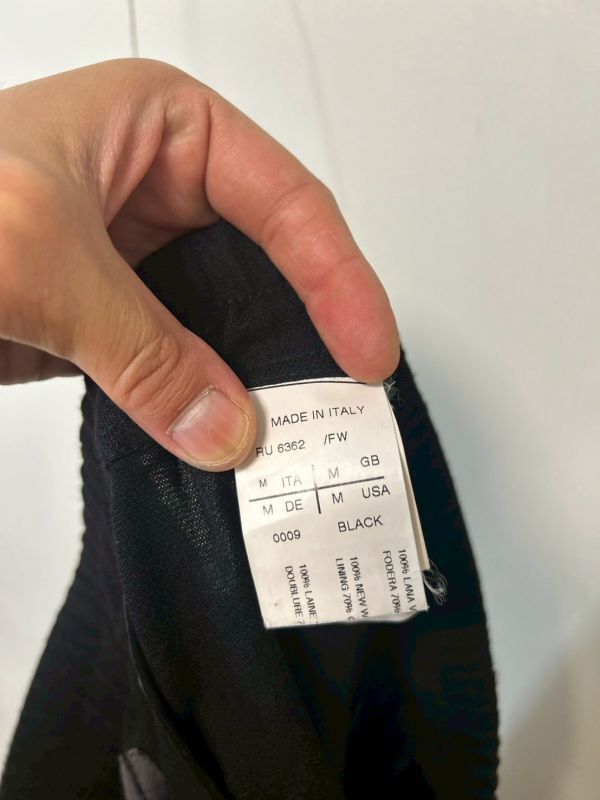 MADE IN ITALY
RU 6362 /FW
M ITA M GB
M DE M USA
0009 BLACK
100% LANA V
FODERA 70%
100% NEW W
LINING 70% C
100% LAINE
DOUBLURE 7